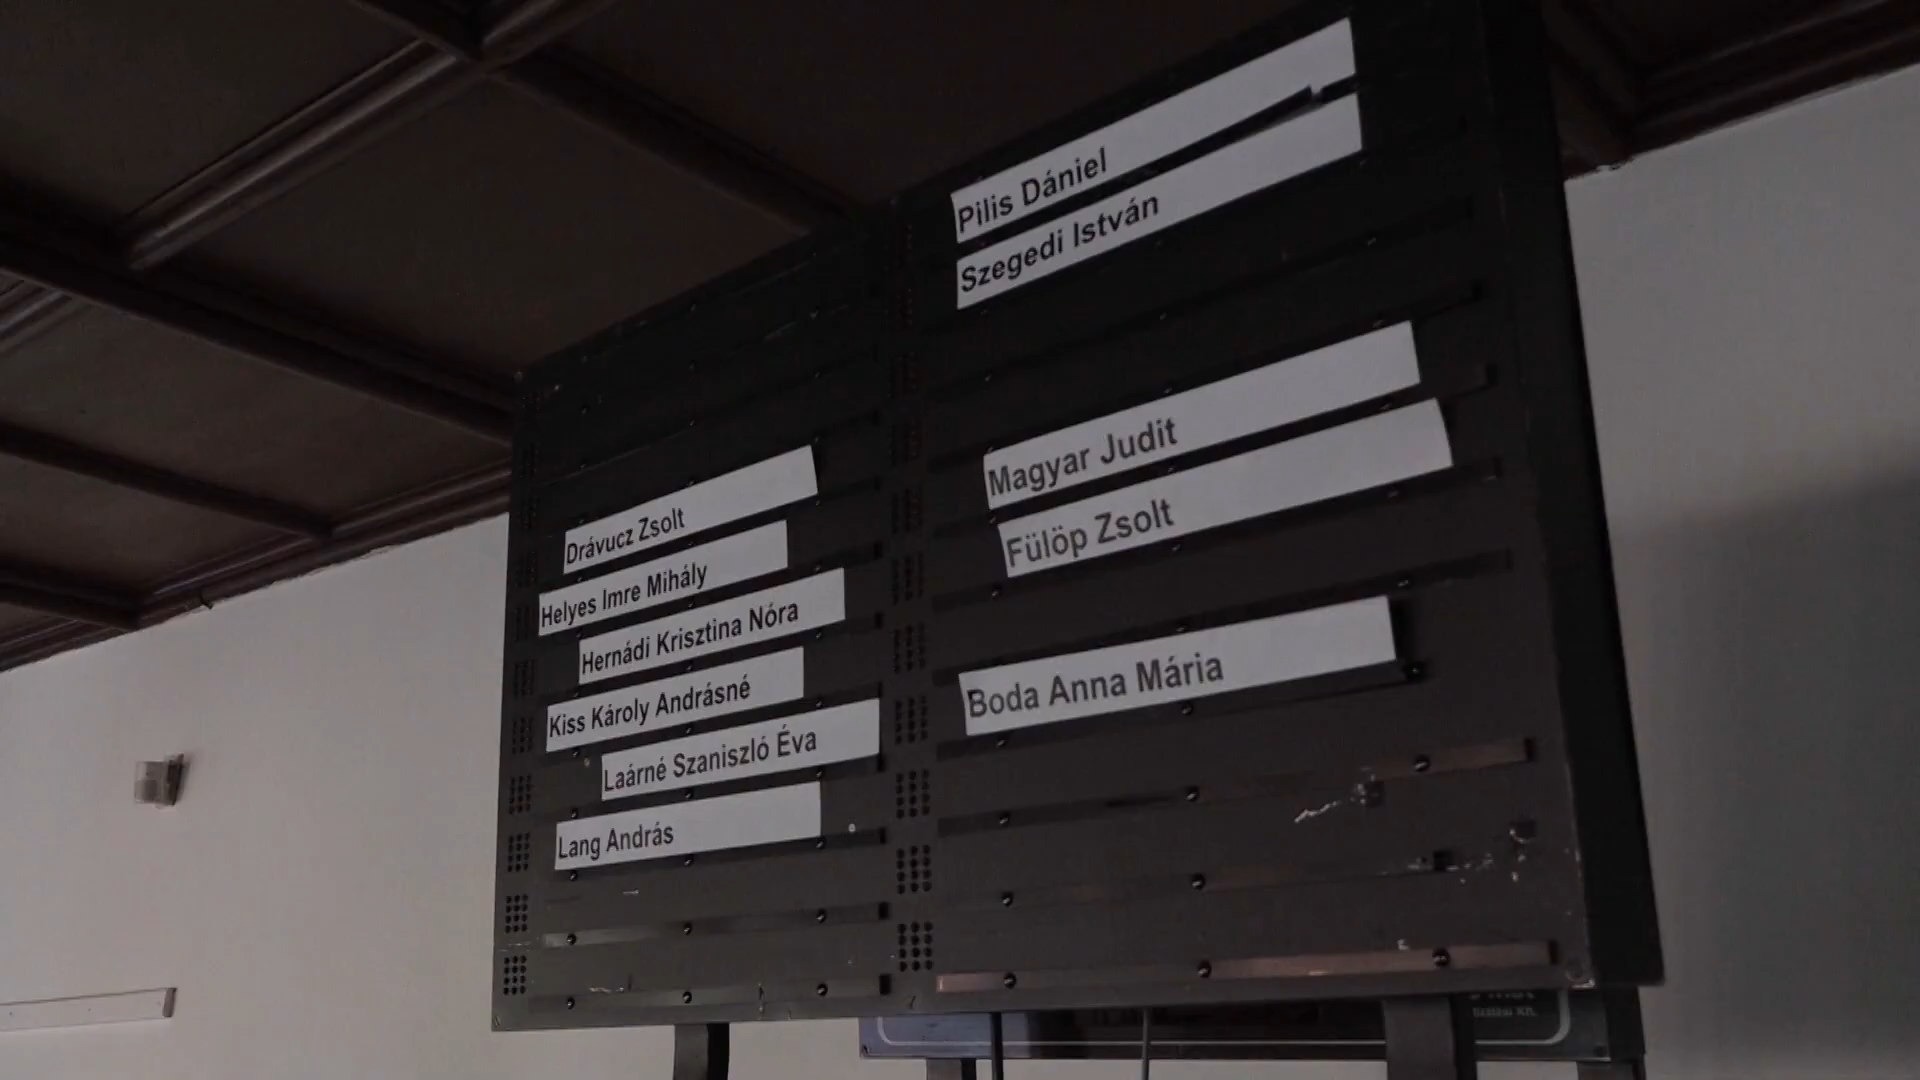 Drávucz Zsolt
Helyes Imre Mihály
Hernádi Krisztina Nóra
Kiss Károly Andrásné
Laárné Szaniszló Éva
Lang András
Pilis Dániel
Szegedi István
Magyar Judit
Fülöp Zsolt
Boda Anna Mária